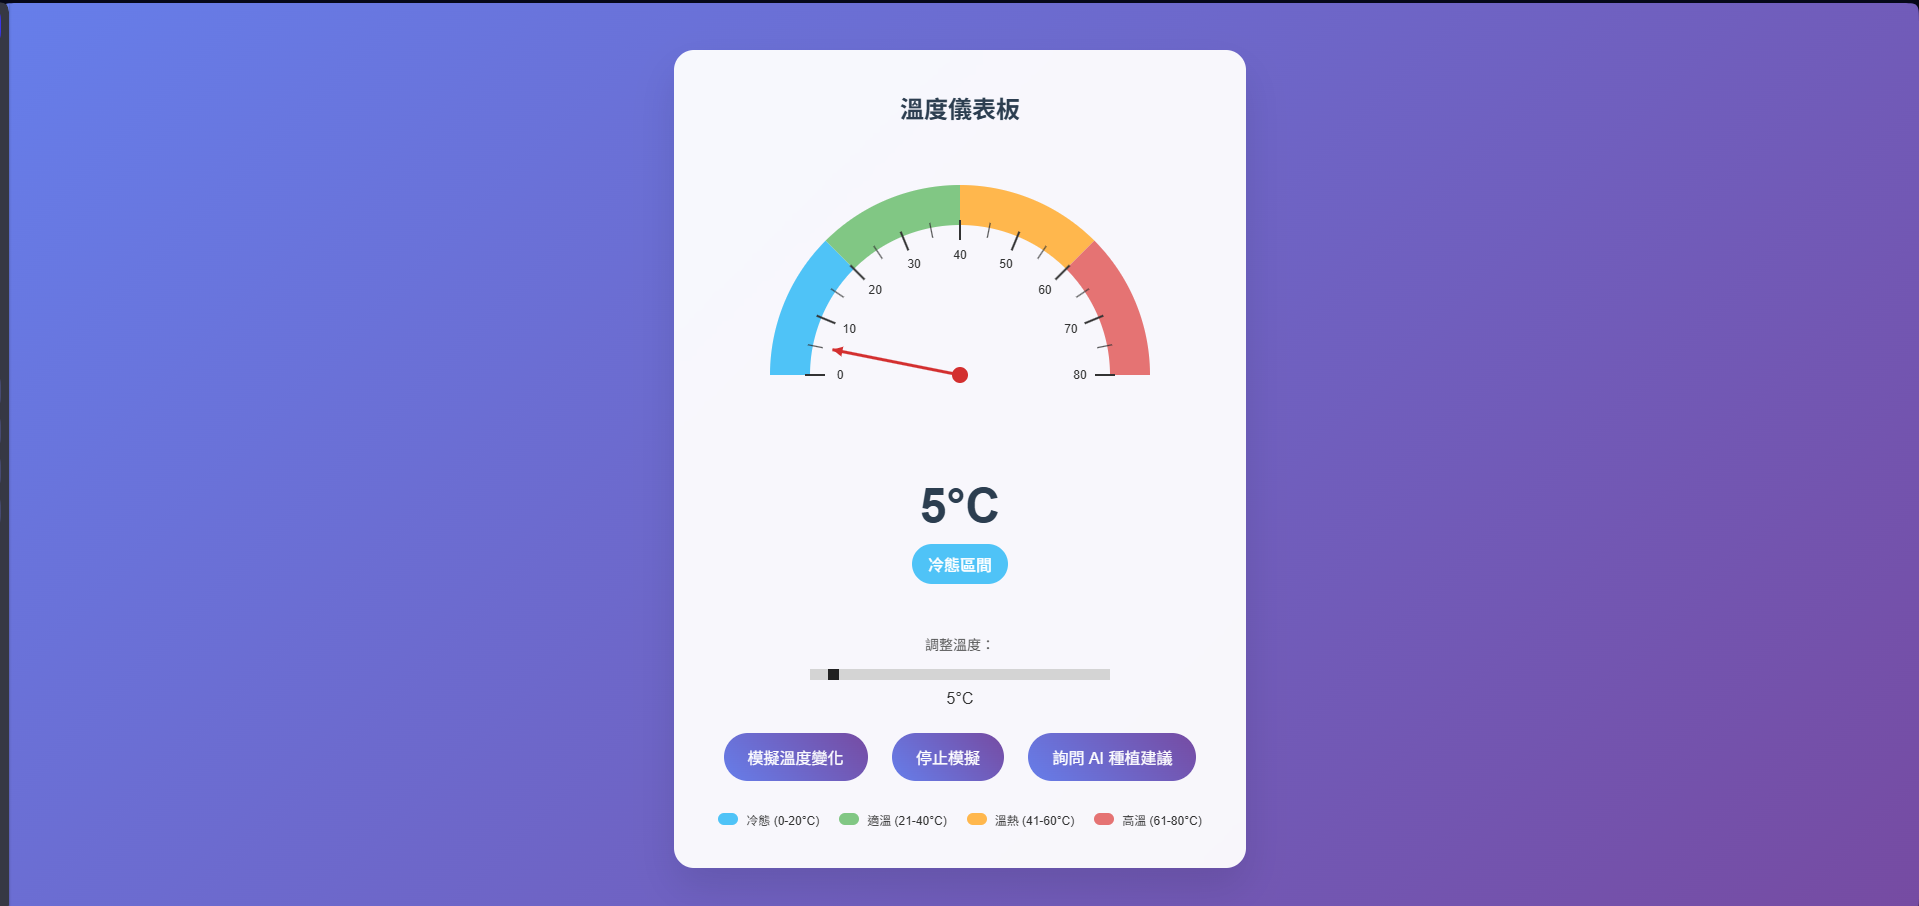 溫度儀表板
0
10
20
30
40
50
60
70
80
5°C
冷態區間
調整溫度：
5°C
模擬溫度變化
停止模擬
詢問 AI 種植建議
冷態 (0-20°C)
適溫 (21-40°C)
溫熱 (41-60°C)
高溫 (61-80°C)